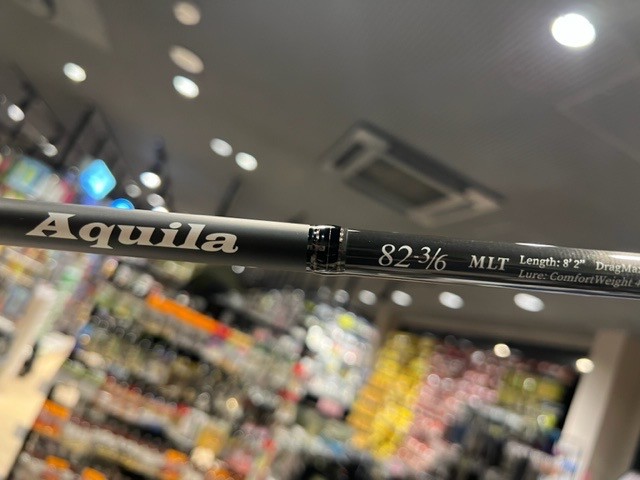 Aquila
82-3/6 MLT
Length: 8'2"
Lure: ComfortWeight